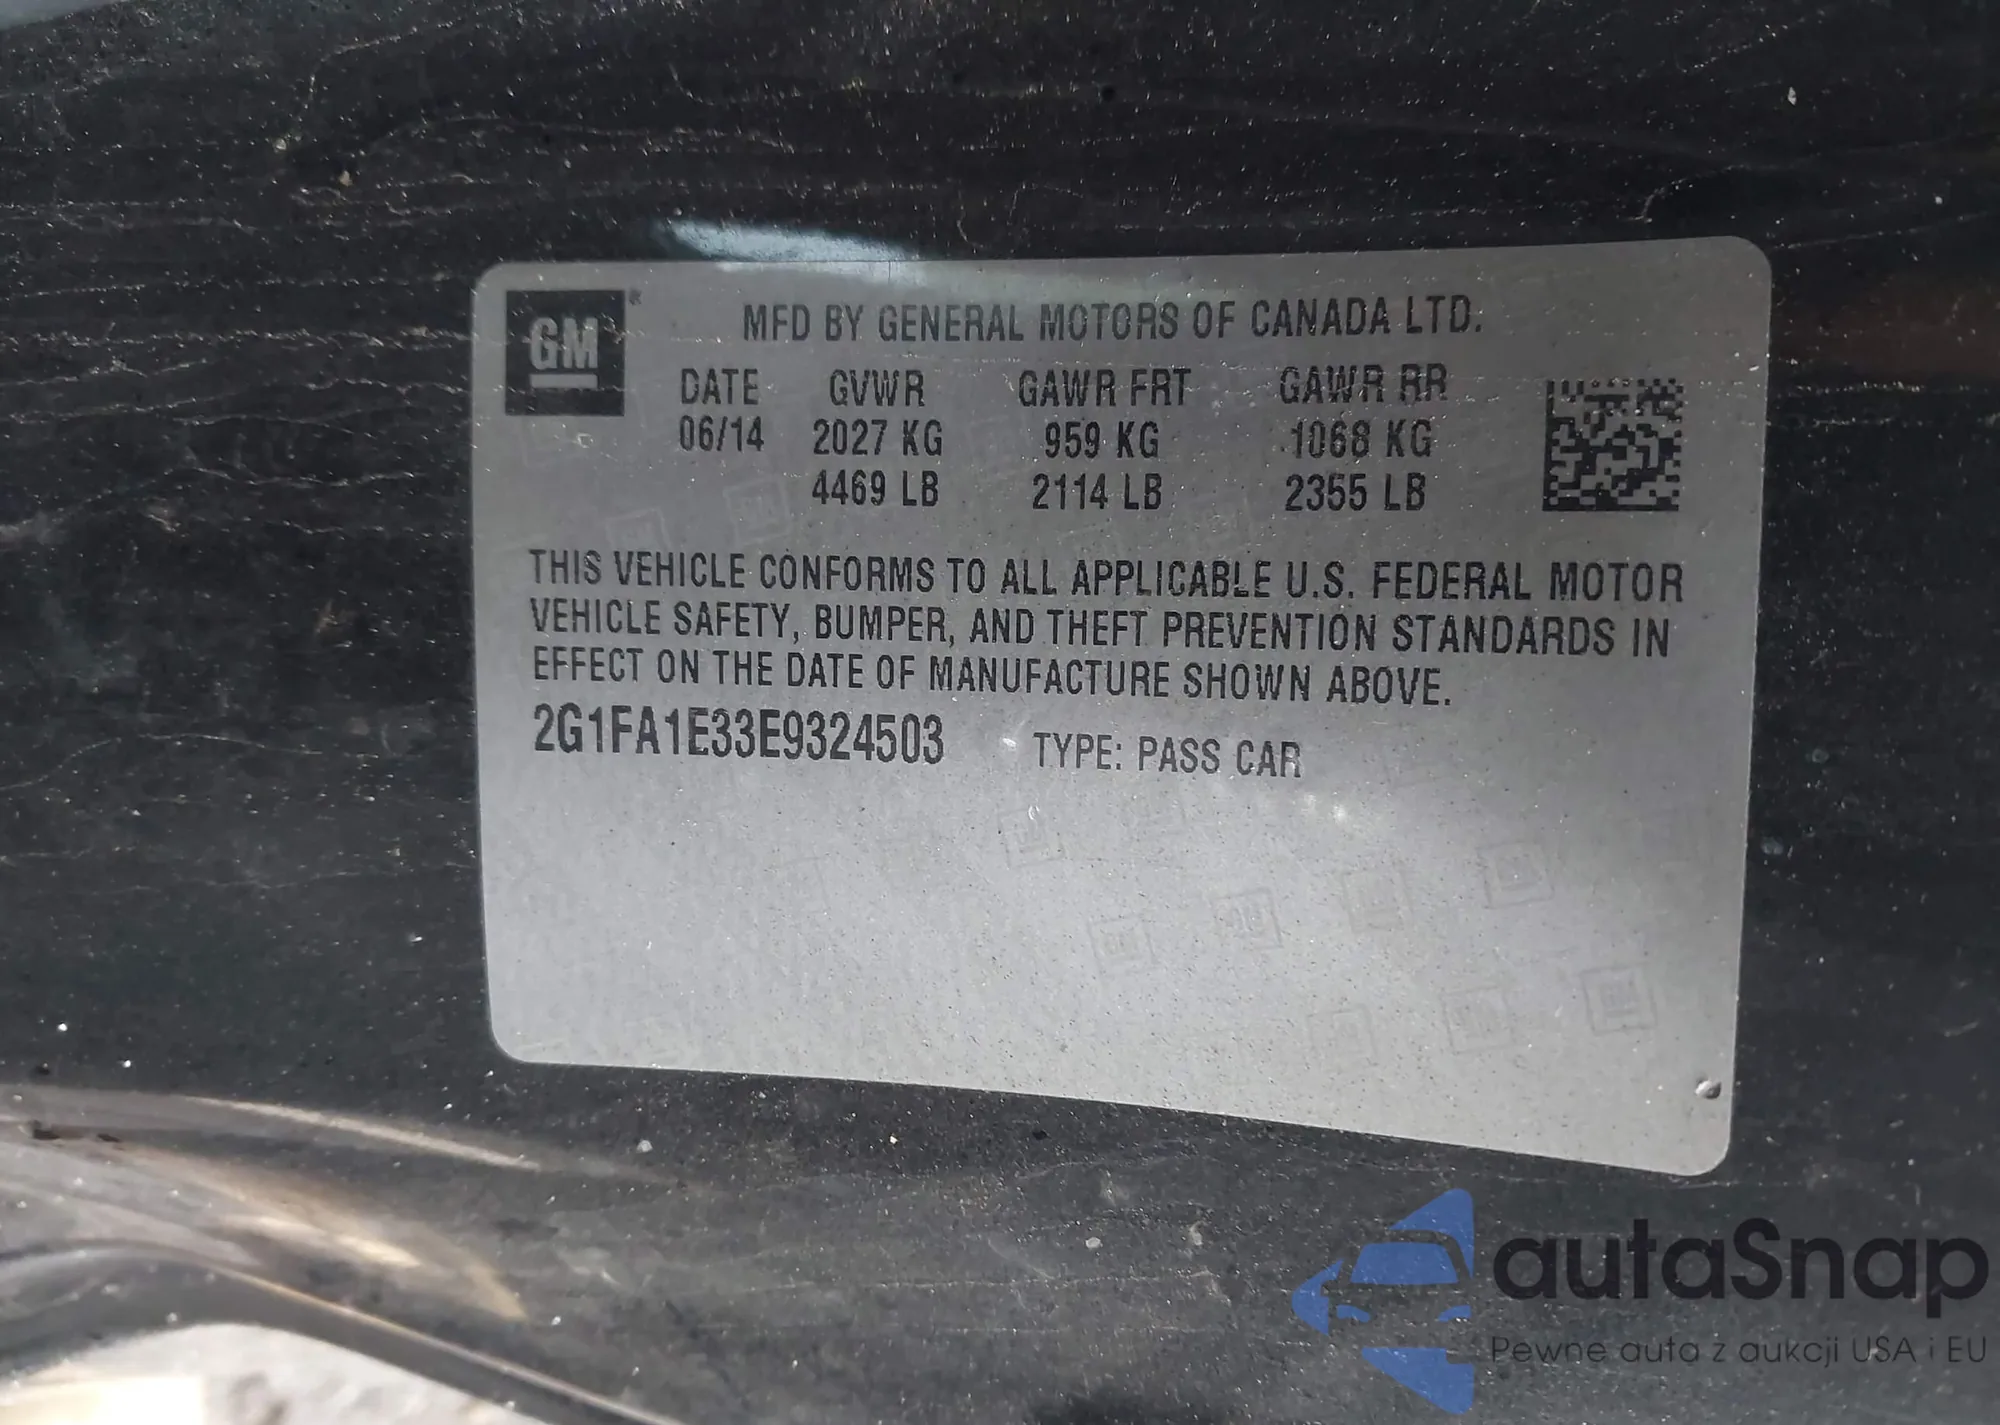 GM
MFD BY GENERAL MOTORS OF CANADA LTD.
DATE GVWR GAWR FRT GAWR RR
06/14 2027 KG 959 KG 1068 KG
4469 LB 2114 LB 2355 LB
THIS VEHICLE CONFORMS TO ALL APPLICABLE U.S. FEDERAL MOTOR
VEHICLE SAFETY, BUMPER, AND THEFT PREVENTION STANDARDS IN
EFFECT ON THE DATE OF MANUFACTURE SHOWN ABOVE.
2G1FA1E33E9324503 TYPE: PASS CAR
autaSnap
Pewne auta z aukcji USA i EU